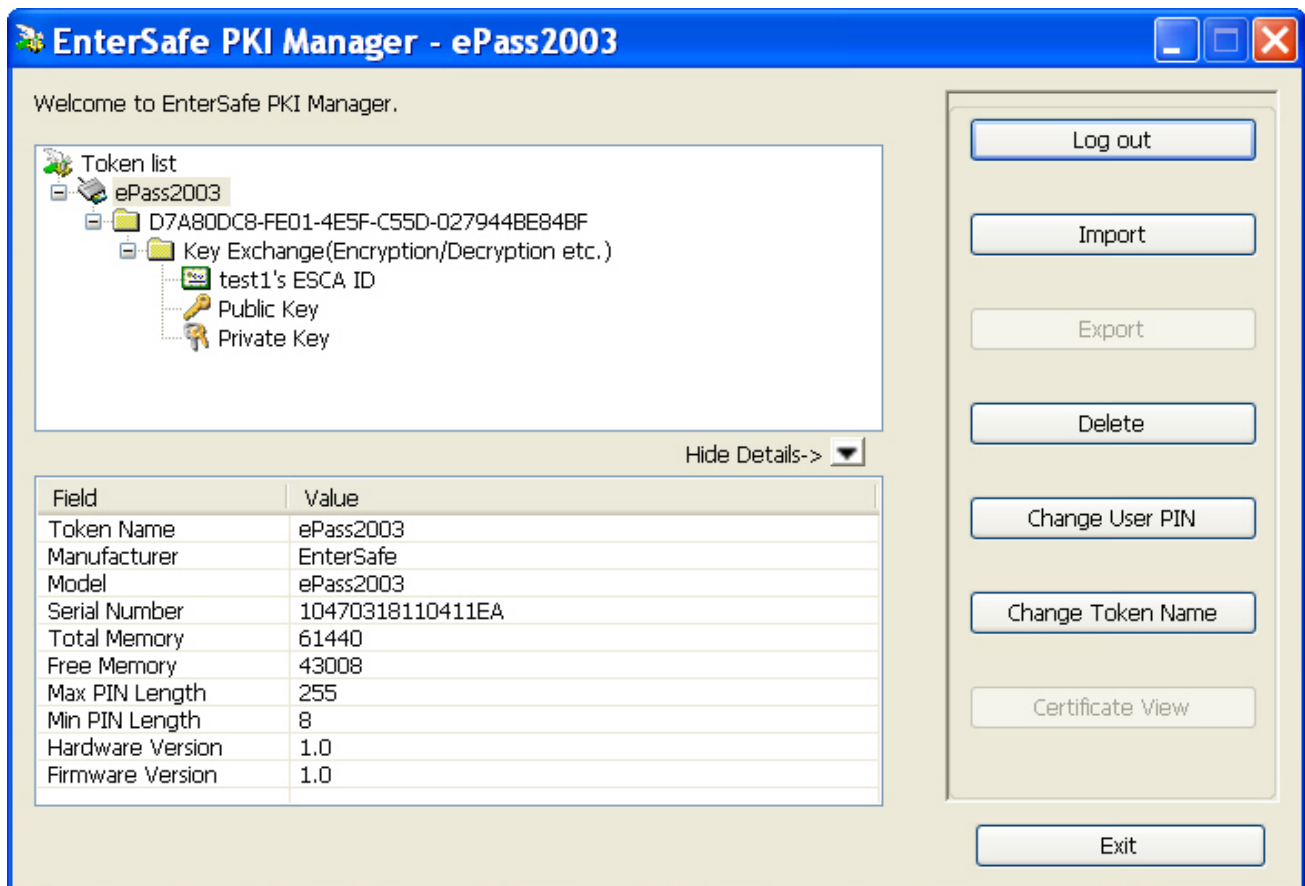 EnterSafe PKI Manager - ePass2003
Welcome to EnterSafe PKI Manager.
Token list
ePass2003
D7A80DC8-FE01-4E5F-C55D-027944BE84BF
Key Exchange(Encryption/Decryption etc.)
test1's ESCA ID
Public Key
Private Key
Hide Details->
Field Value
Token Name ePass2003
Manufacturer EnterSafe
Model ePass2003
Serial Number 10470318110411EA
Total Memory 61440
Free Memory 43008
Max PIN Length 255
Min PIN Length 8
Hardware Version 1.0
Firmware Version 1.0
Log out
Import
Export
Delete
Change User PIN
Change Token Name
Certificate View
Exit